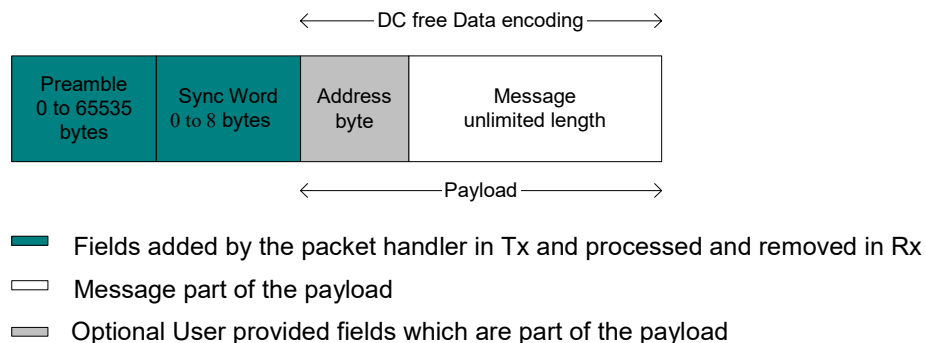 DC free Data encoding
Preamble
0 to 65535
bytes
Sync Word
0 to 8 bytes
Address
byte
Message
unlimited length
Payload
Fields added by the packet handler in Tx and processed and removed in Rx
Message part of the payload
Optional User provided fields which are part of the payload